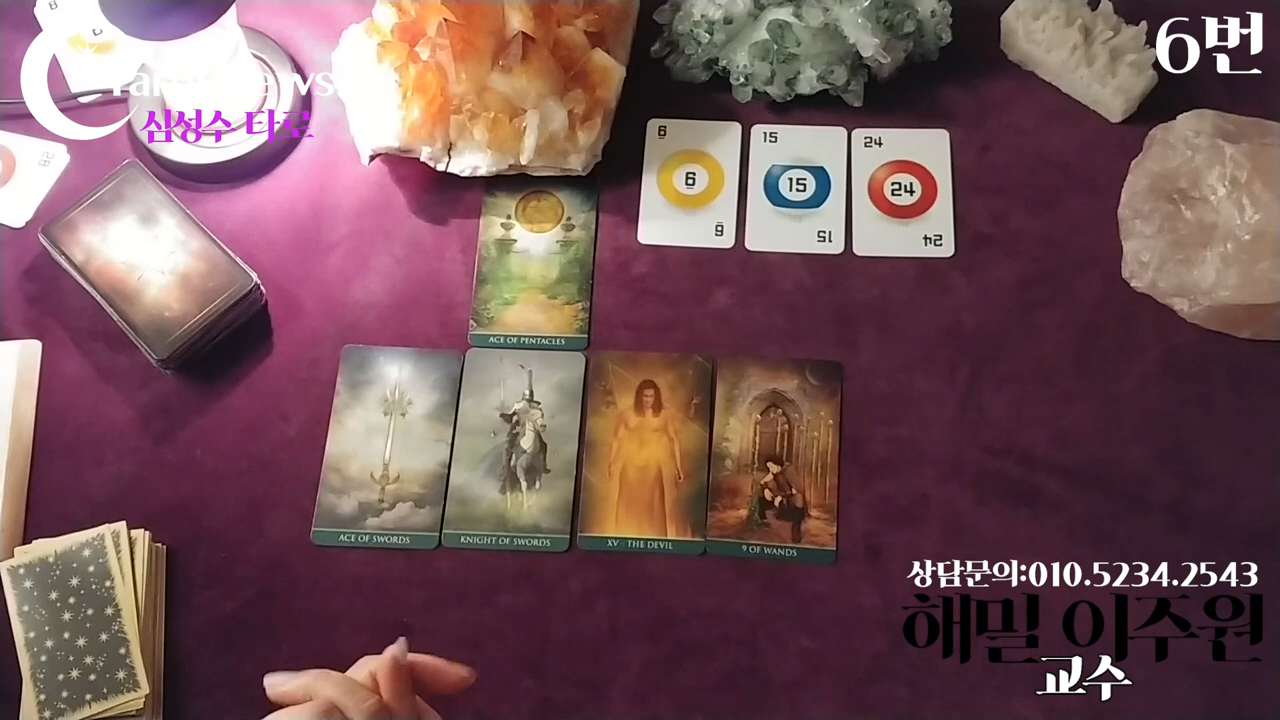 6번
심성수 타로
6
6
6
15
15
15
24
24
24
28
ACE OF PENTACLES
ACE OF SWORDS
KNIGHT OF SWORDS
XV - THE DEVIL
9 OF WANDS
상담문의:010.5234.2543
해밀 이주원
교수